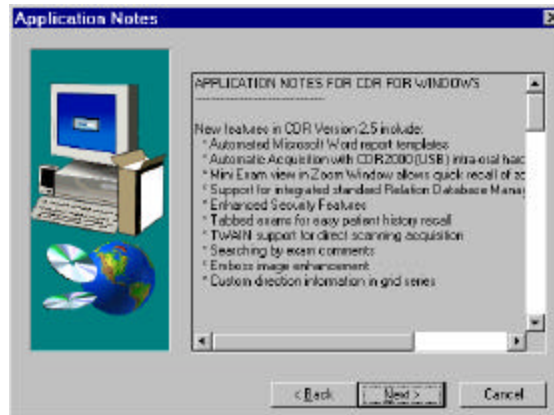 Application Notes
APPLICATION NOTES FOR CDR FOR WINDOWS
--------------------------------
New features in CDR Version 2.5 include:
* Automated Microsoft Word report templates
* Automatic Acquisition with CDR2000(USB) intra-oral hard
* Mini Exam view in Zoom Window allows quick recall of
* Support for integrated standard Relation Database Manag
* Enhanced Security Features
* Tabbed exams for easy patient history recall
* TWAIN support for direct scanning acquisition
* Searching by exam comments
* Emboss image enhancement
* Custom direction information in grid series
< Back
Next >
Cancel